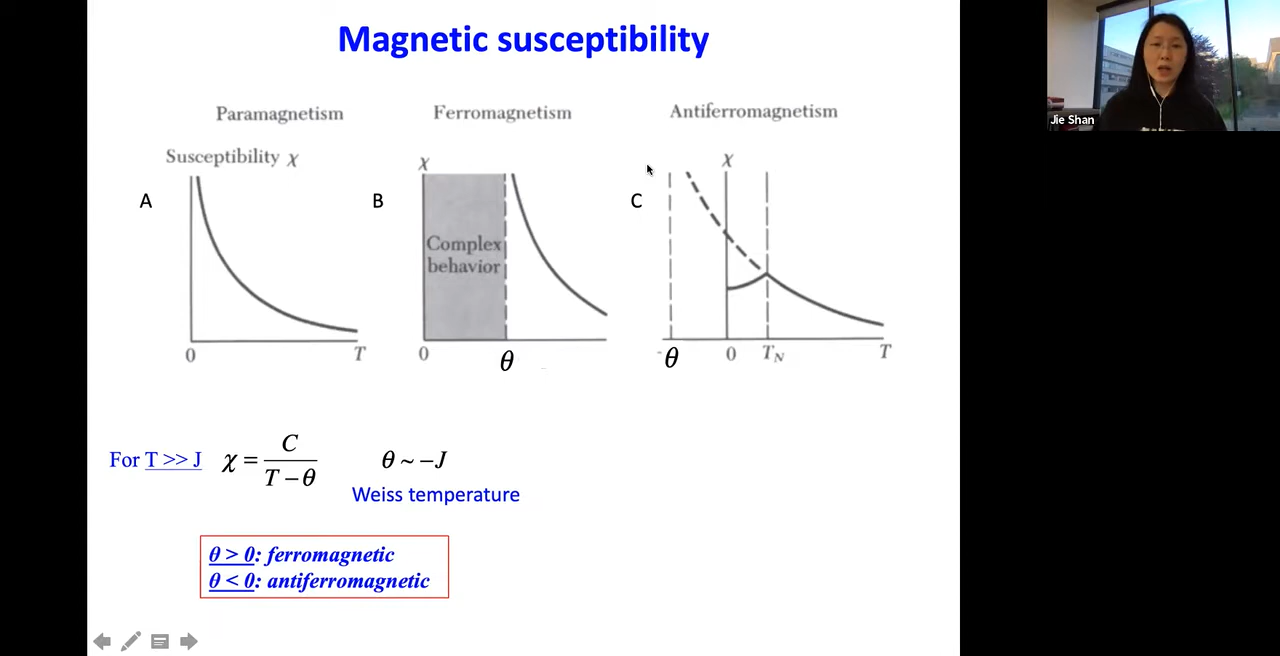 Magnetic susceptibility
Jie Shan
Paramagnetism
Ferromagnetism
Antiferromagnetism
Susceptibility χ
χ
χ
A
B
C
Complex
behavior
0
T
0
θ
-θ
0
T_N
T
For T >> J
χ = C / (T − θ)
θ ~ −J
Weiss temperature
θ > 0: ferromagnetic
θ < 0: antiferromagnetic